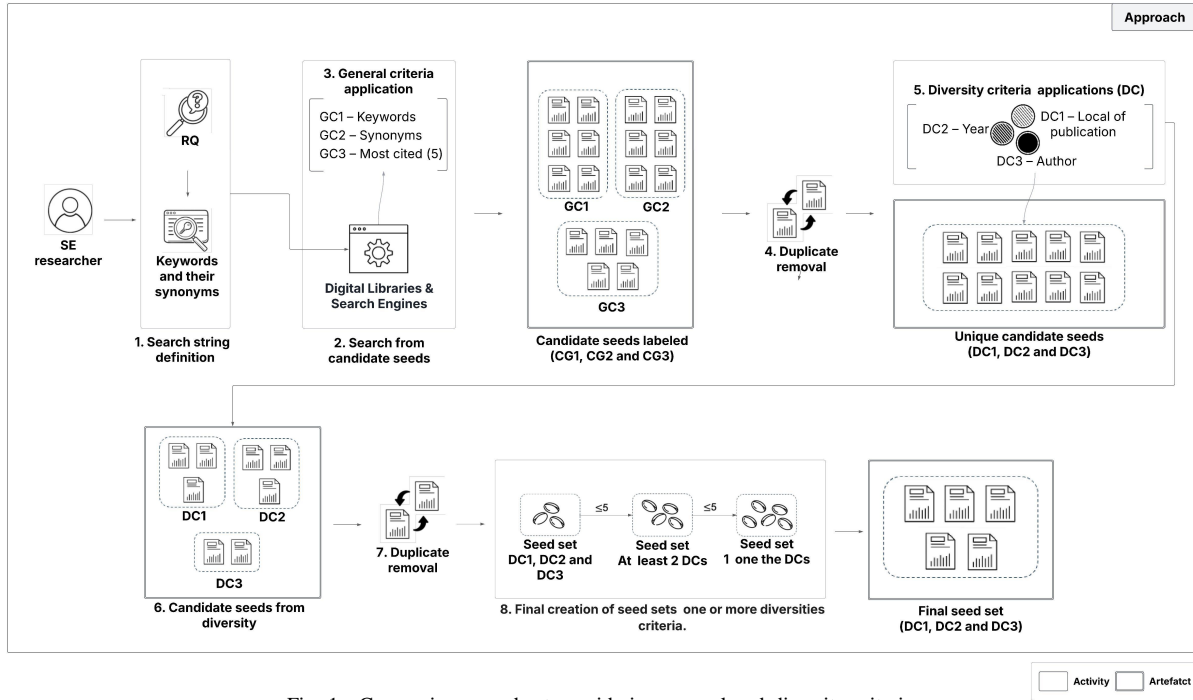 Approach
RQ
Keywords
and their
synonyms
SE
researcher
1. Search string
definition
3. General criteria
application
GC1 – Keywords
GC2 – Synonyms
GC3 – Most cited (5)
Digital Libraries &
Search Engines
2. Search from
candidate seeds
GC1
GC2
GC3
Candidate seeds labeled
(CG1, CG2 and CG3)
4. Duplicate
removal
5. Diversity criteria applications (DC)
DC1 – Local of
publication
DC2 – Year
DC3 – Author
Unique candidate seeds
(DC1, DC2 and DC3)
DC1
DC2
DC3
6. Candidate seeds from
diversity
7. Duplicate
removal
≤5
≤5
Seed set
DC1, DC2 and
DC3
Seed set
At least 2 DCs
Seed set
1 one the DCs
8. Final creation of seed sets one or more diversities
criteria.
Final seed set
(DC1, DC2 and DC3)
Activity
Artefatct